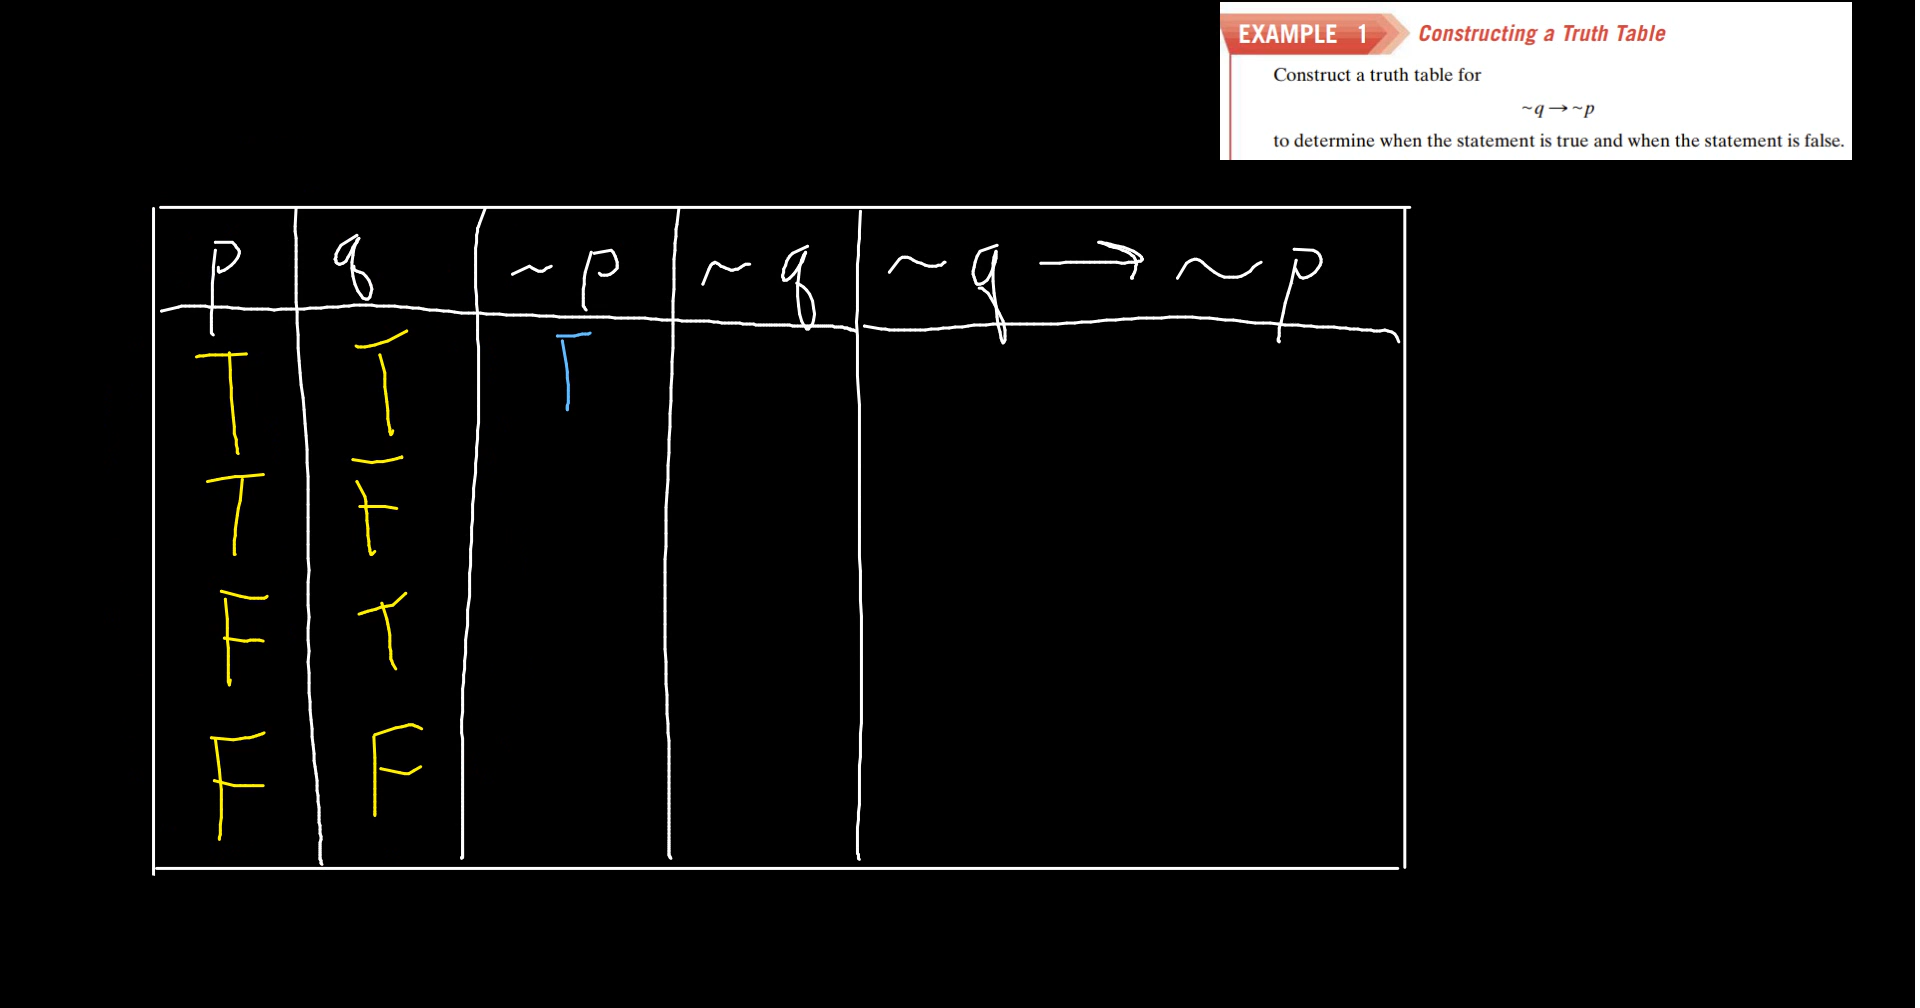 EXAMPLE 1 Constructing a Truth Table
Construct a truth table for
~q → ~p
to determine when the statement is true and when the statement is false.
p q ~p ~q ~q → ~p
T T T
T F
F T
F F